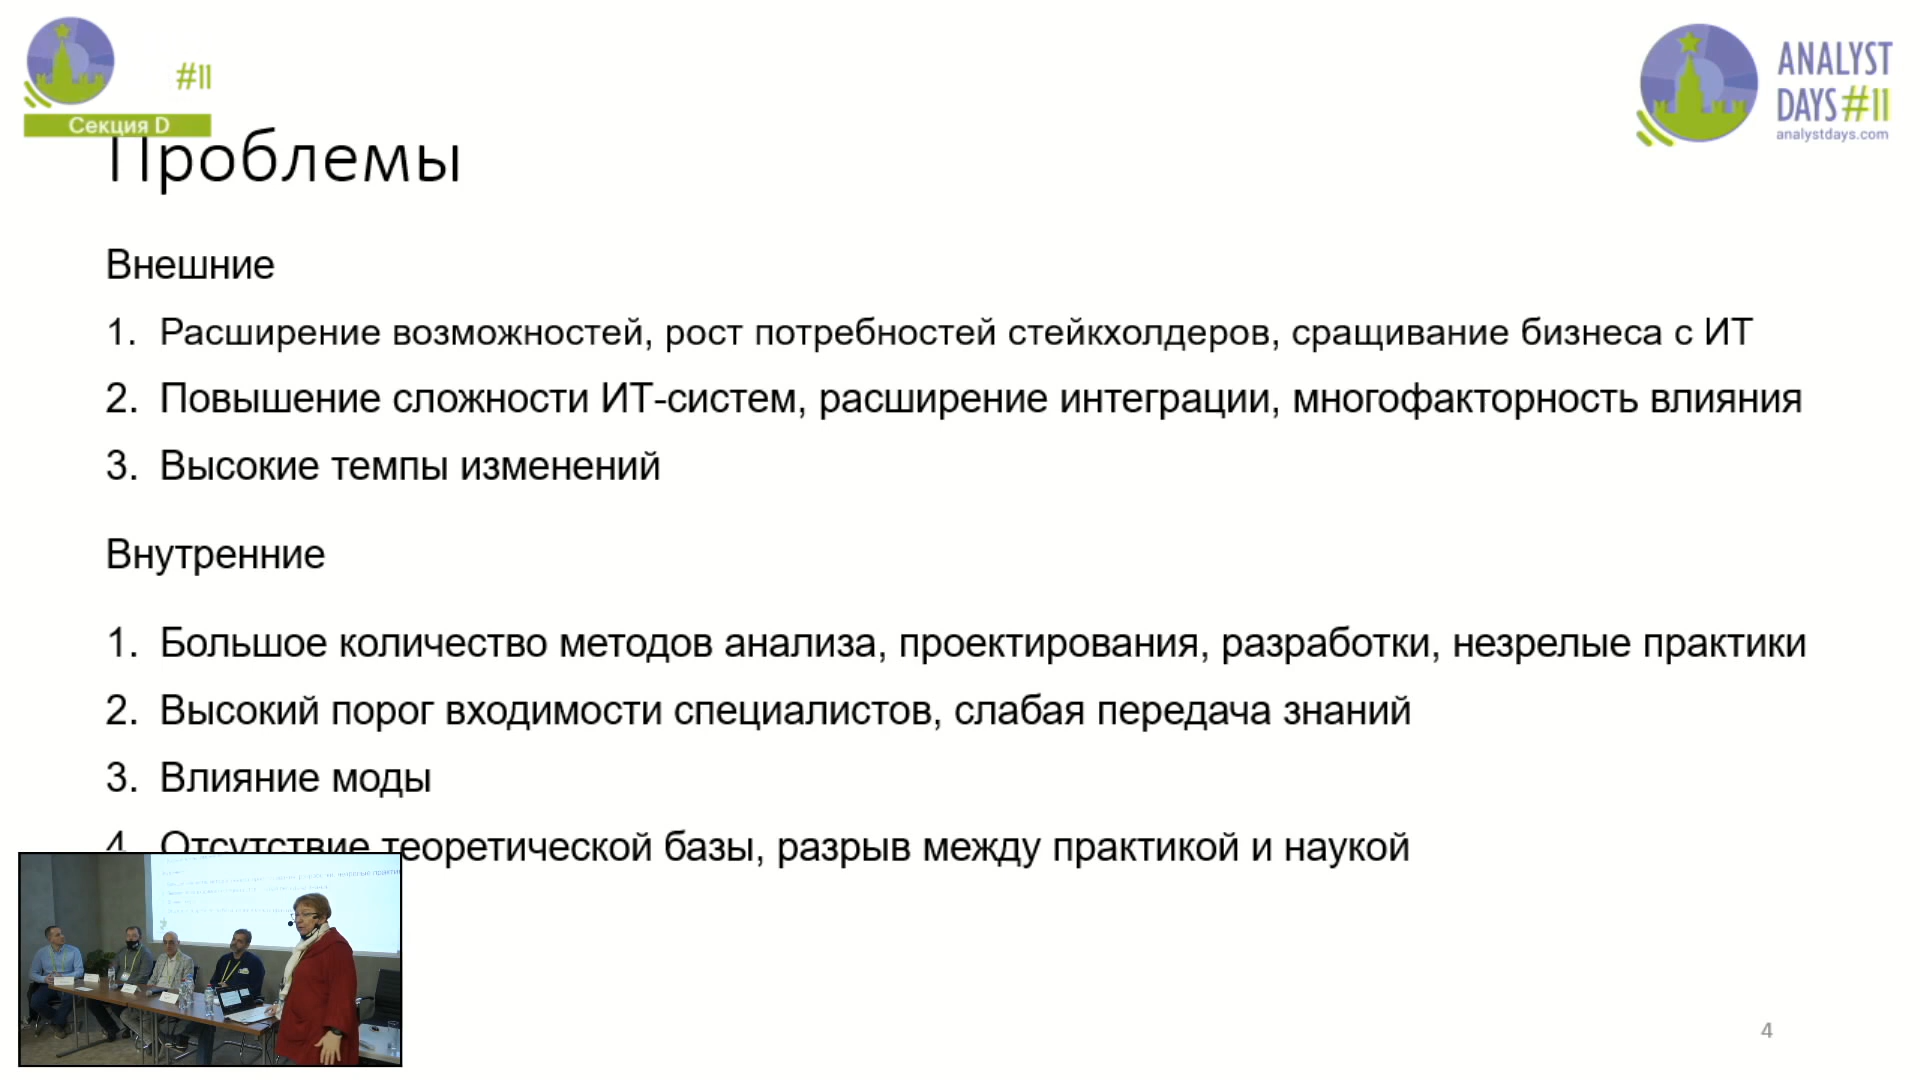 #11
Секция D
ANALYST
DAYS#11
analystdays.com
Проблемы
Внешние
1. Расширение возможностей, рост потребностей стейкхолдеров, сращивание бизнеса с ИТ
2. Повышение сложности ИТ-систем, расширение интеграции, многофакторность влияния
3. Высокие темпы изменений
Внутренние
1. Большое количество методов анализа, проектирования, разработки, незрелые практики
2. Высокий порог входимости специалистов, слабая передача знаний
3. Влияние моды
4. Отсутствие теоретической базы, разрыв между практикой и наукой
4